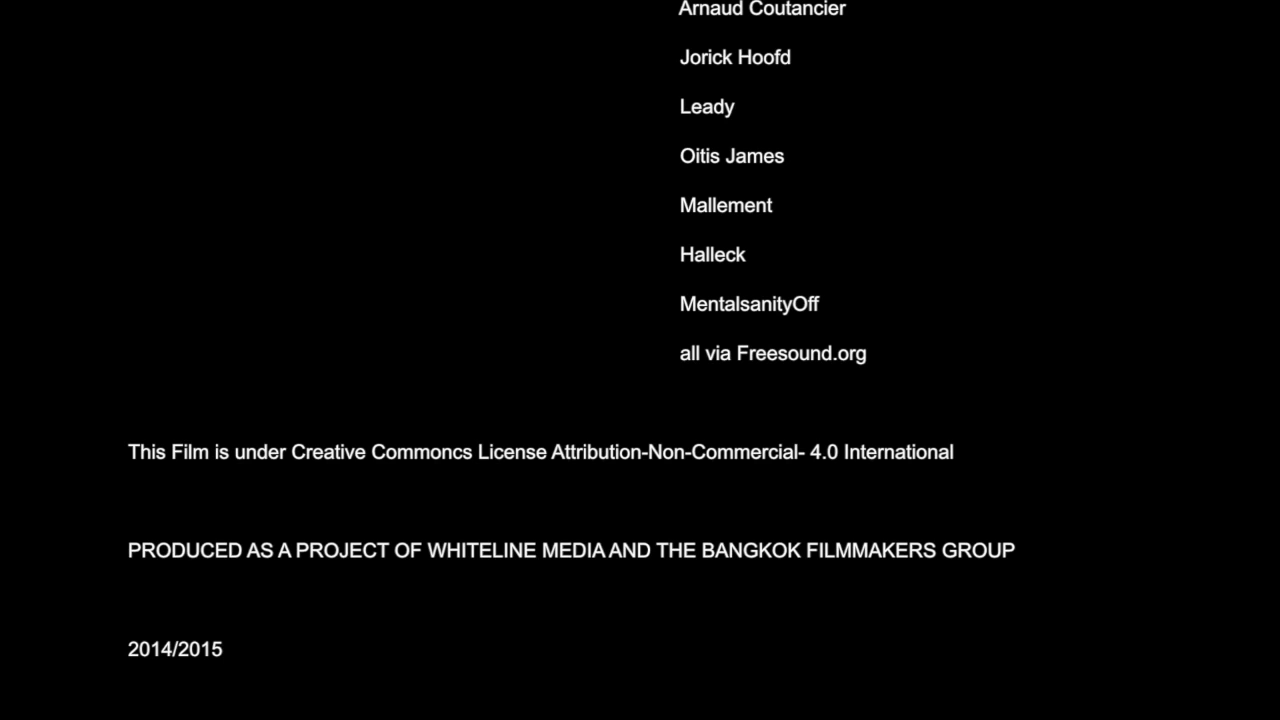 Arnaud Coutancier
Jorick Hoofd
Leady
Oitis James
Mallement
Halleck
MentalsanityOff
all via Freesound.org
This Film is under Creative Commoncs License Attribution-Non-Commercial- 4.0 International
PRODUCED AS A PROJECT OF WHITELINE MEDIA AND THE BANGKOK FILMMAKERS GROUP
2014/2015